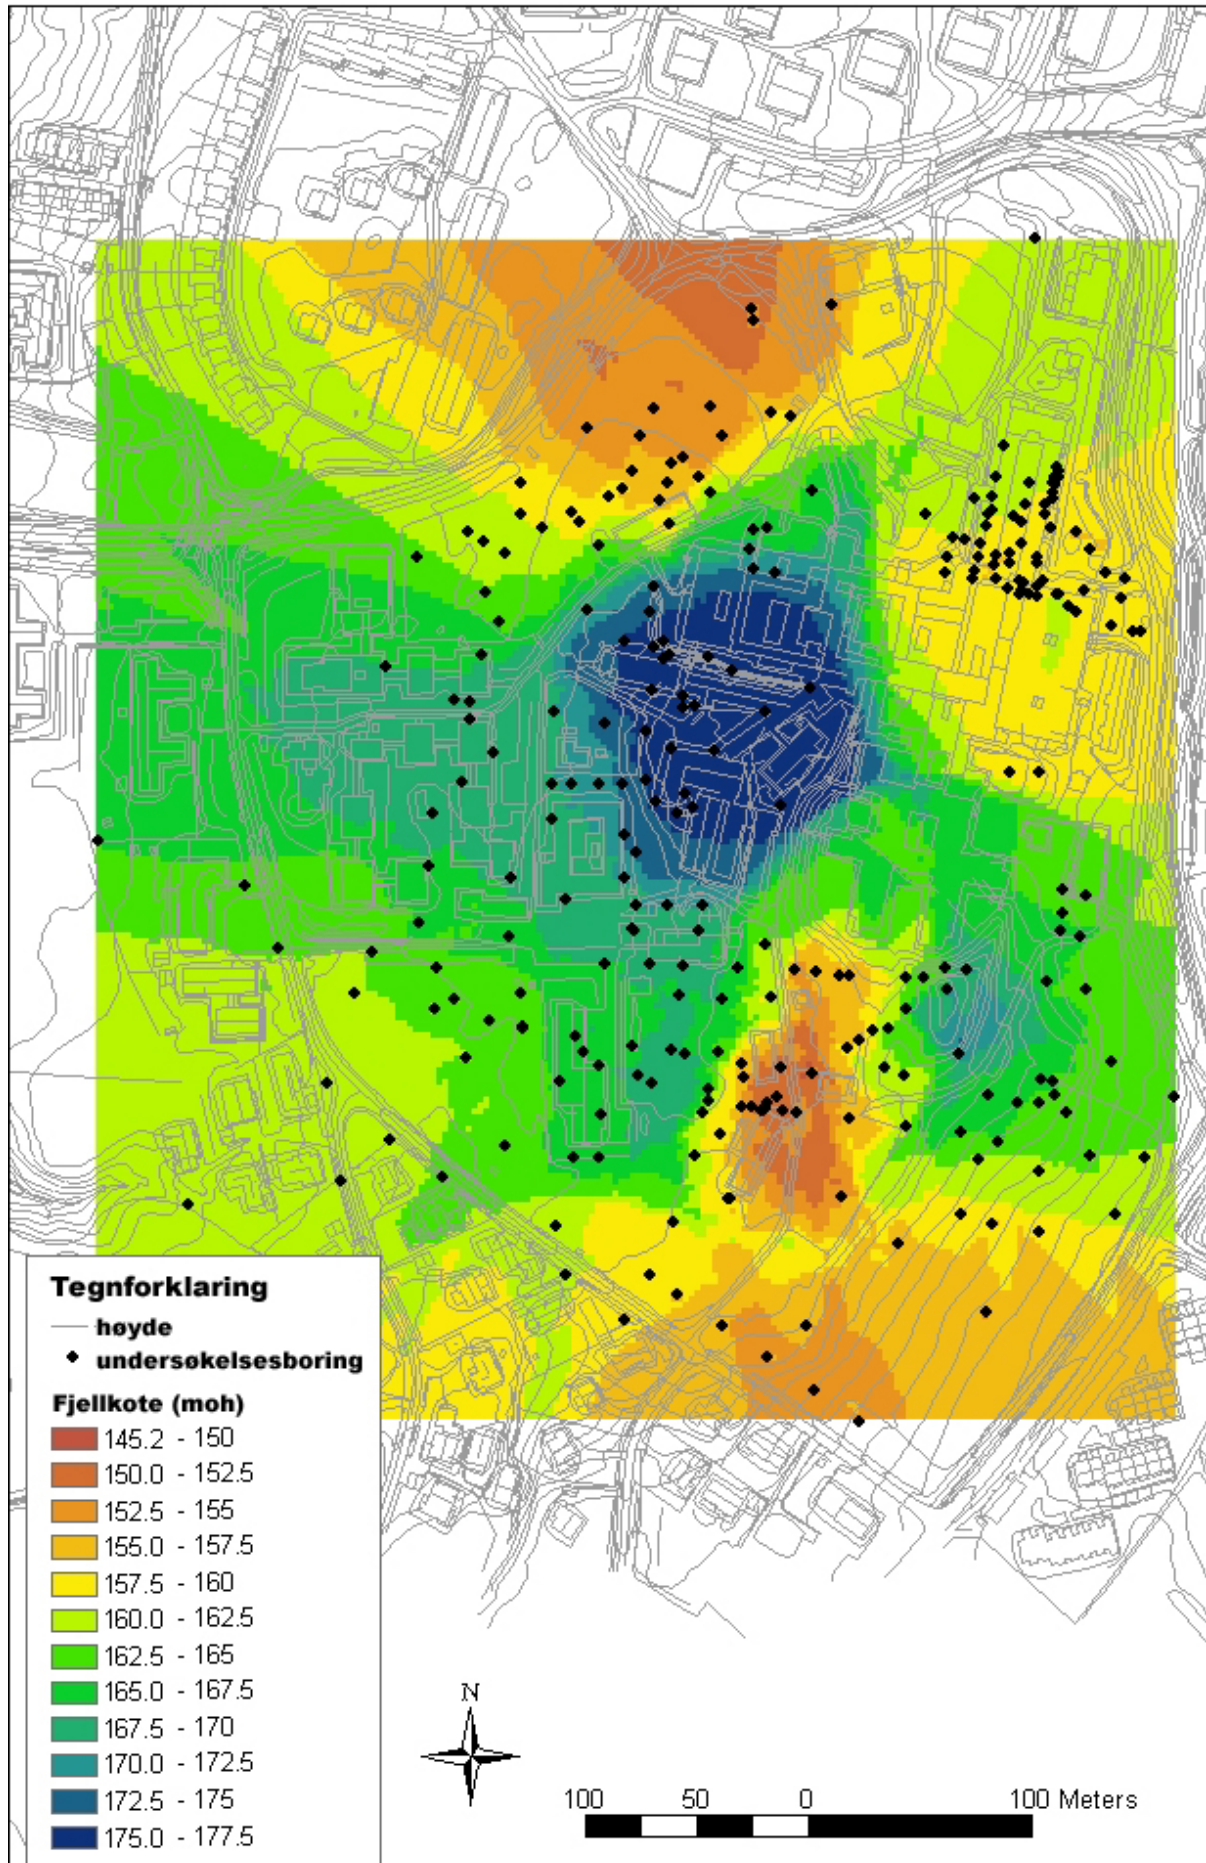 Tegnforklaring
høyde
undersøkelsesboring
Fjellkote (moh)
145.2 - 150
150.0 - 152.5
152.5 - 155
155.0 - 157.5
157.5 - 160
160.0 - 162.5
162.5 - 165
165.0 - 167.5
167.5 - 170
170.0 - 172.5
172.5 - 175
175.0 - 177.5
N
100 50 0 100 Meters